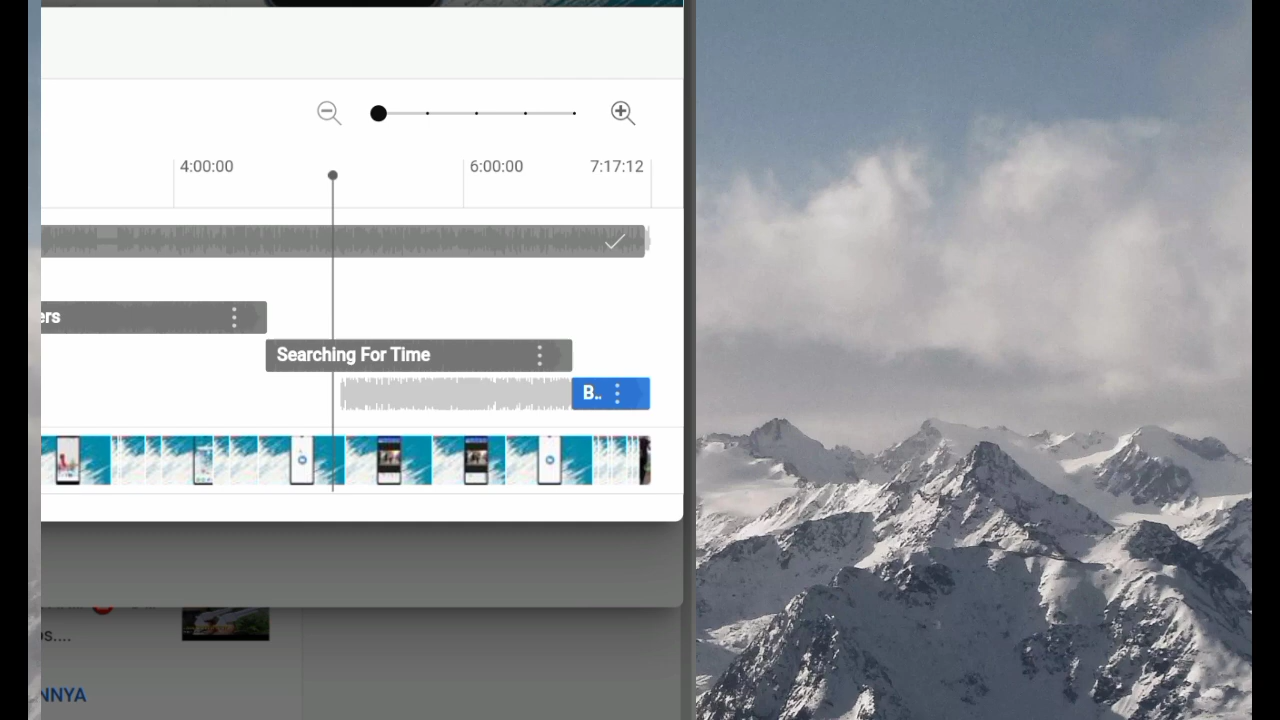 4:00:00
6:00:00
7:17:12
ers
Searching For Time
B..
os....
NNYA